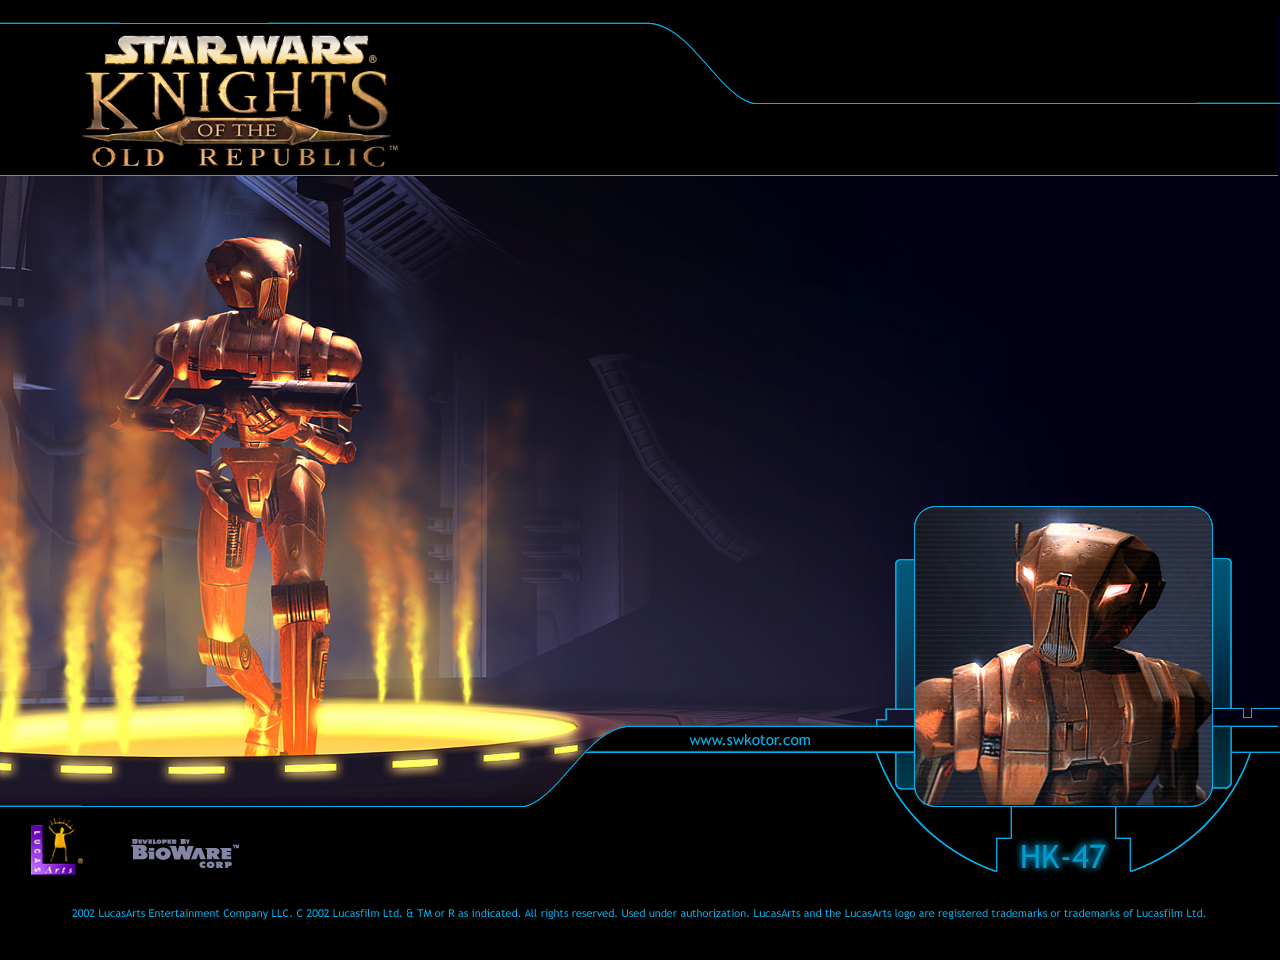 STAR WARS®
KNIGHTS
OF THE
OLD REPUBLIC™
www.swkotor.com
HK-47
LUCAS
Arts®
DEVELOPED BY
BIOWARE™
CORP
2002 LucasArts Entertainment Company LLC. C 2002 Lucasfilm Ltd. & TM or R as indicated. All rights reserved. Used under authorization. LucasArts and the LucasArts logo are registered trademarks or trademarks of Lucasfilm Ltd.